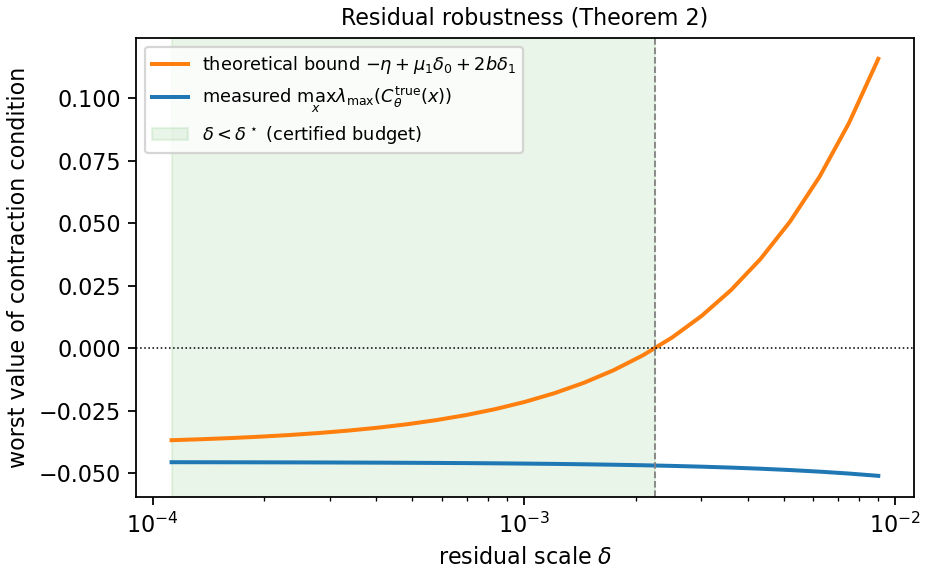 Residual robustness (Theorem 2)
theoretical bound −η + μ₁δ₀ + 2bδ₁
measured max λ_max(C_θ^true(x))
x
δ < δ⋆ (certified budget)
worst value of contraction condition
0.100
0.075
0.050
0.025
0.000
−0.025
−0.050
10⁻⁴
10⁻³
10⁻²
residual scale δ